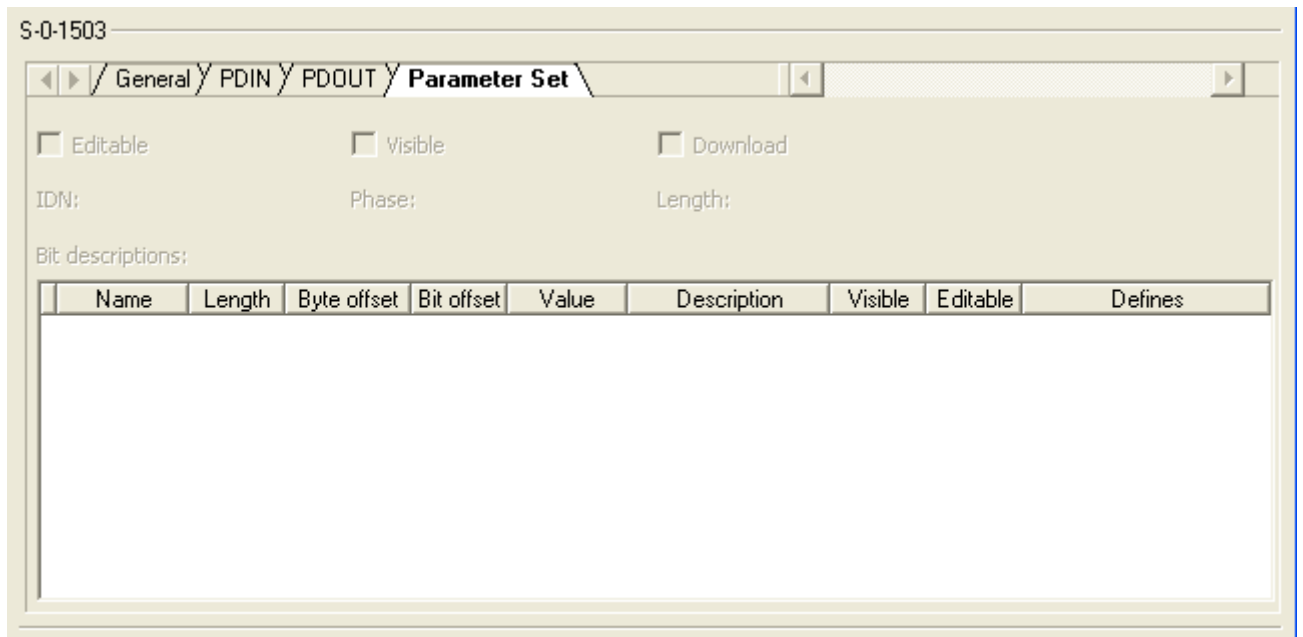 S-0-1503
General PDIN PDOUT Parameter Set
Editable Visible Download
IDN: Phase: Length:
Bit descriptions:
Name Length Byte offset Bit offset Value Description Visible Editable Defines